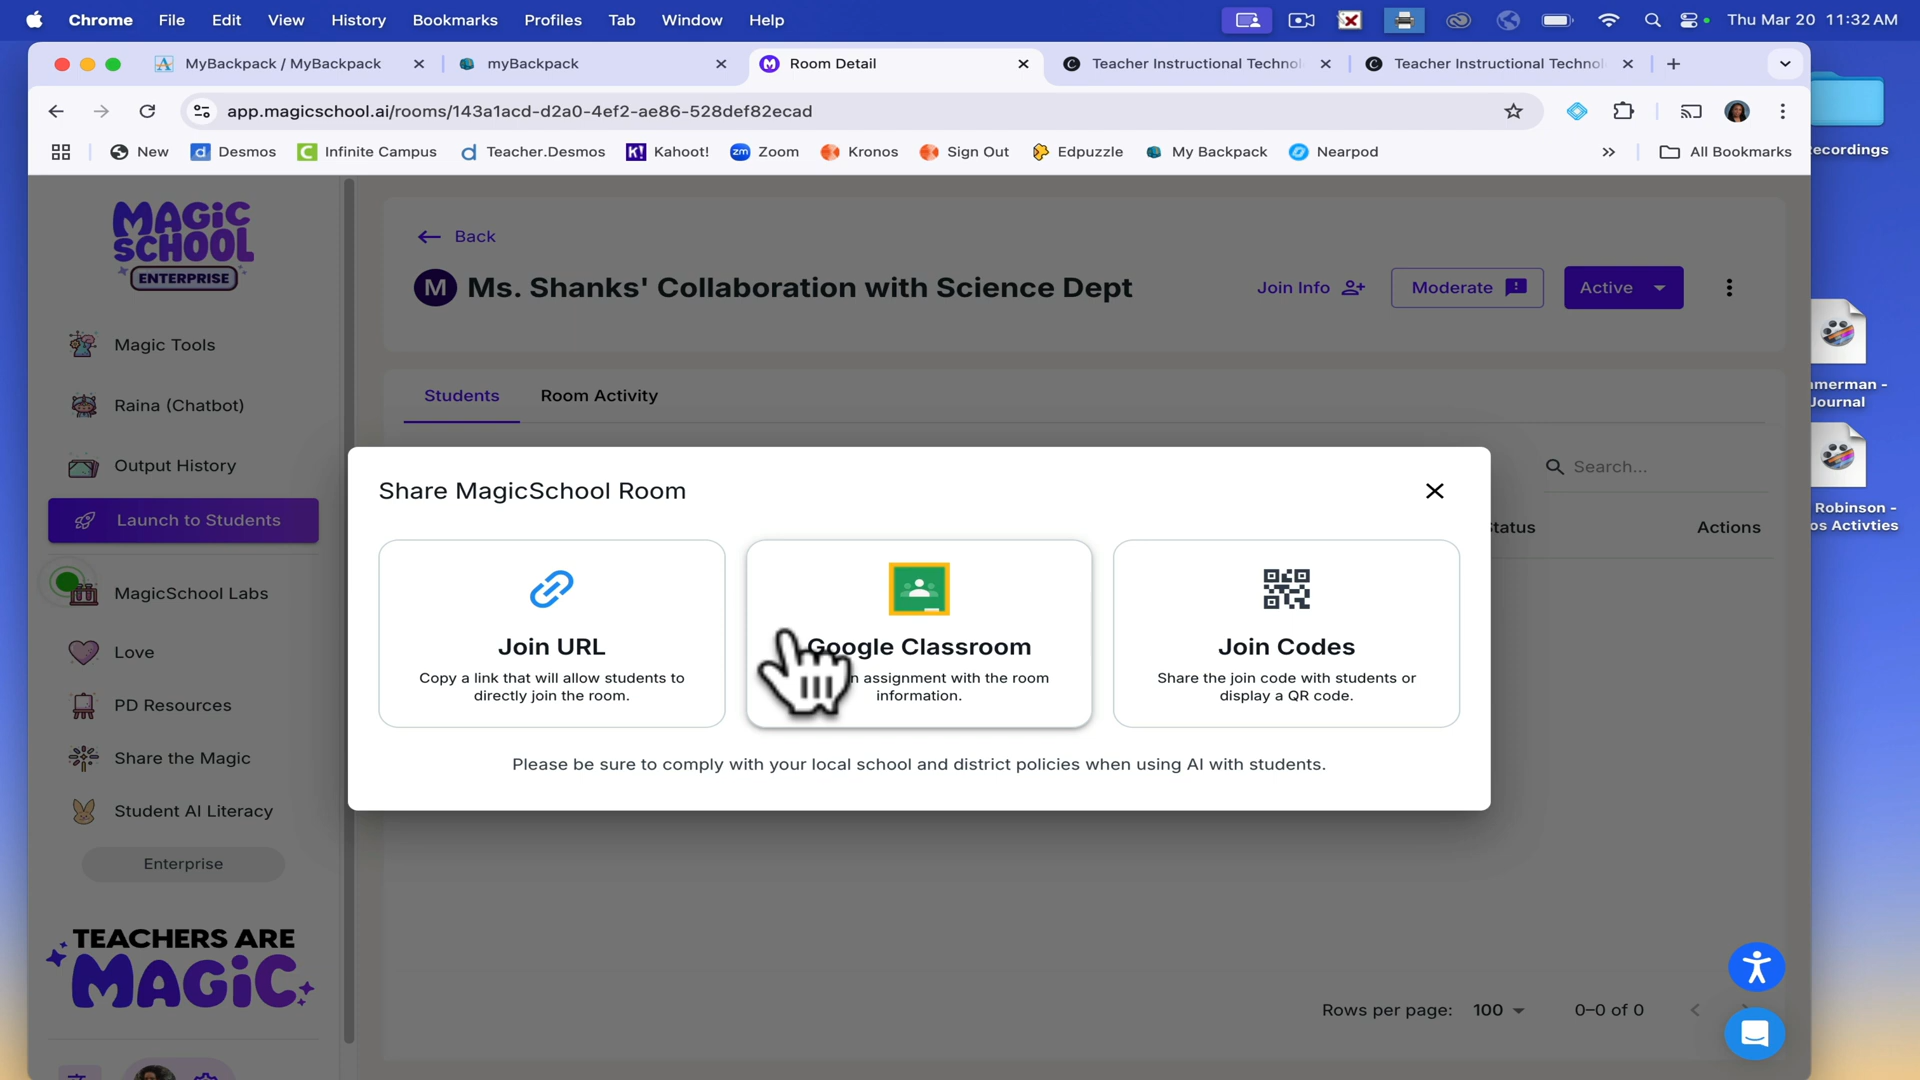 Chrome File Edit View History Bookmarks Profiles Tab Window Help Thu Mar 20 11:32 AM
MyBackpack / MyBackpack myBackpack Room Detail Teacher Instructional Technol Teacher Instructional Technol
app.magicschool.ai/rooms/143a1acd-d2a0-4ef2-ae86-528def82ecad
New Desmos Infinite Campus Teacher.Desmos Kahoot! Zoom Kronos Sign Out Edpuzzle My Backpack Nearpod All Bookmarks
ecordings
MAGIC
SCHOOL
ENTERPRISE
Back
M Ms. Shanks' Collaboration with Science Dept Join Info Moderate Active
Magic Tools
Raina (Chatbot)
Output History
Launch to Students
MagicSchool Labs
Love
PD Resources
Share the Magic
Student AI Literacy
Enterprise
TEACHERS ARE
MAGIC
Students Room Activity
Search...
tatus Actions
Share MagicSchool Room
Join URL
Copy a link that will allow students to
directly join the room.
Google Classroom
n assignment with the room
information.
Join Codes
Share the join code with students or
display a QR code.
Please be sure to comply with your local school and district policies when using AI with students.
Rows per page: 100 0–0 of 0
merman -
Journal
Robinson -
os Activties